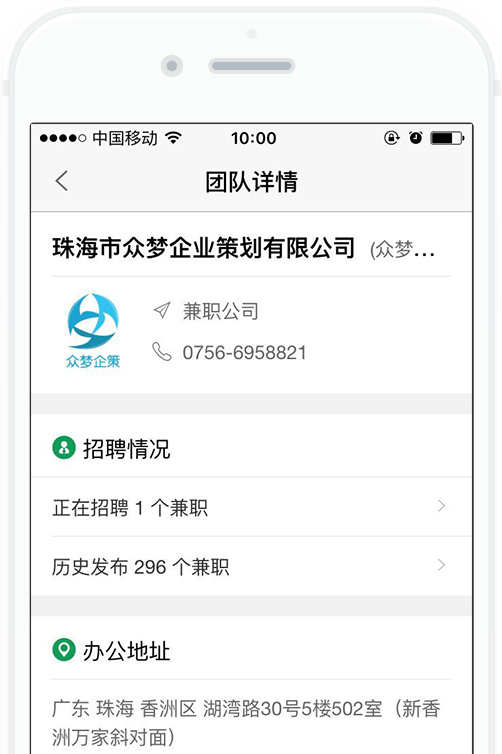 中国移动 10:00
团队详情
珠海市众梦企业策划有限公司 (众梦...
众梦企策
兼职公司
0756-6958821
招聘情况
正在招聘 1 个兼职
历史发布 296 个兼职
办公地址
广东 珠海 香洲区 湖湾路30号5楼502室（新香
洲万家斜对面）